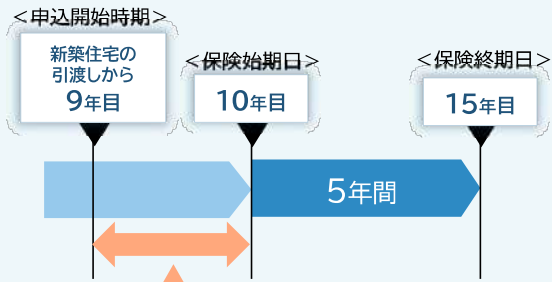 <申込開始時期>
新築住宅の
引渡しから
9年目
<保険始期日>
10年目
<保険終期日>
15年目
5年間